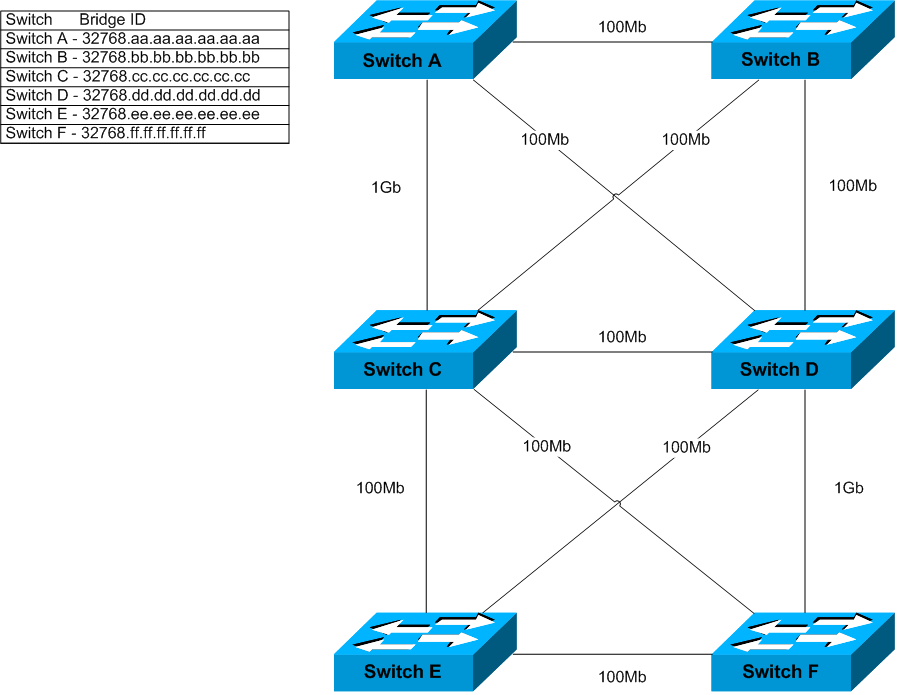 Switch Bridge ID
Switch A - 32768.aa.aa.aa.aa.aa.aa
Switch B - 32768.bb.bb.bb.bb.bb.bb
Switch C - 32768.cc.cc.cc.cc.cc.cc
Switch D - 32768.dd.dd.dd.dd.dd.dd
Switch E - 32768.ee.ee.ee.ee.ee.ee
Switch F - 32768.ff.ff.ff.ff.ff.ff
100Mb
Switch A
Switch B
100Mb
100Mb
1Gb
100Mb
100Mb
Switch C
Switch D
100Mb
100Mb
100Mb
1Gb
Switch E
Switch F
100Mb